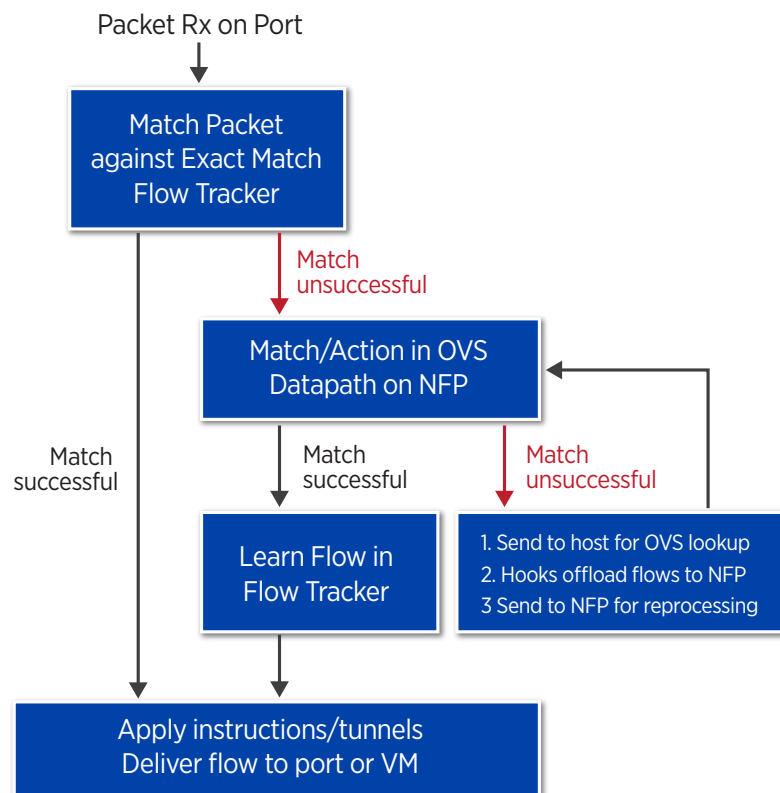 Packet Rx on Port
Match Packet
against Exact Match
Flow Tracker
Match
unsuccessful
Match/Action in OVS
Datapath on NFP
Match
successful
Match
successful
Match
unsuccessful
Learn Flow in
Flow Tracker
1. Send to host for OVS lookup
2. Hooks offload flows to NFP
3 Send to NFP for reprocessing
Apply instructions/tunnels
Deliver flow to port or VM